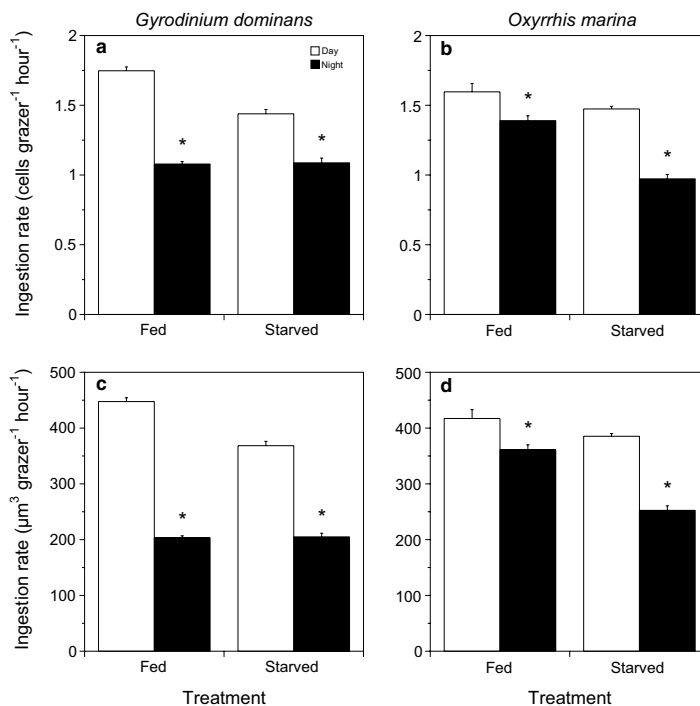 Gyrodinium dominans
Oxyrrhis marina
a
Day
Night
2
1.5
1
0.5
0
*
*
Ingestion rate (cells grazer⁻¹ hour⁻¹)
Fed
Starved
b
2
1.5
1
0.5
0
*
*
Fed
Starved
c
500
400
300
200
100
0
*
*
Ingestion rate (µm³ grazer⁻¹ hour⁻¹)
Fed
Starved
Treatment
d
500
400
300
200
100
0
*
*
Fed
Starved
Treatment